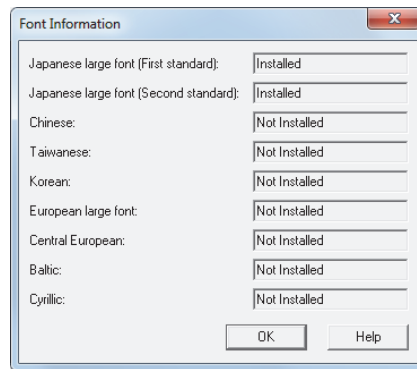 Font Information
Japanese large font (First standard): Installed
Japanese large font (Second standard): Installed
Chinese: Not Installed
Taiwanese: Not Installed
Korean: Not Installed
European large font: Not Installed
Central European: Not Installed
Baltic: Not Installed
Cyrillic: Not Installed
OK Help